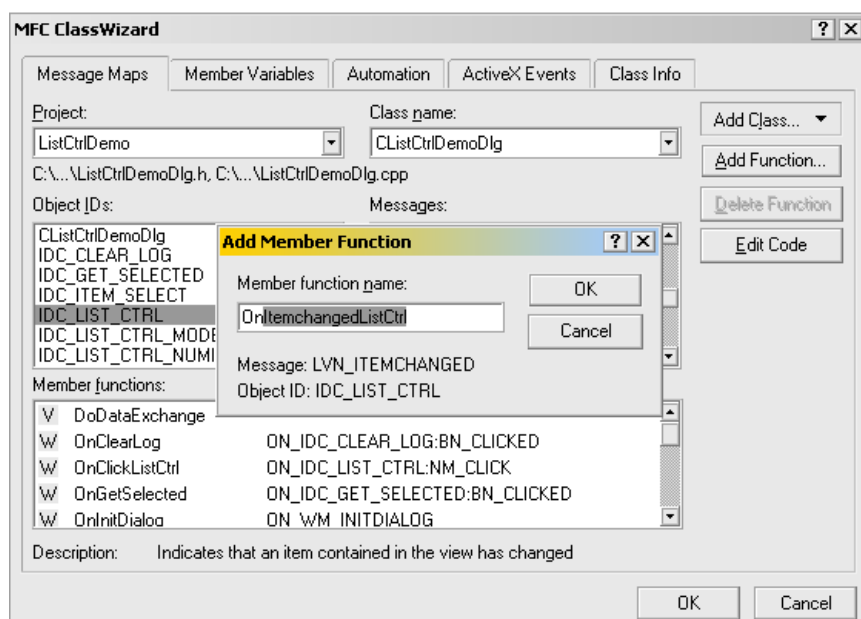 MFC ClassWizard
Message Maps Member Variables Automation ActiveX Events Class Info
Project: Class name:
ListCtrlDemo CListCtrlDemoDlg
Add Class...
Add Function...
Delete Function
Edit Code
C:\...\ListCtrlDemoDlg.h, C:\...\ListCtrlDemoDlg.cpp
Object IDs: Messages:
CListCtrlDemoDlg
IDC_CLEAR_LOG
IDC_GET_SELECTED
IDC_ITEM_SELECT
IDC_LIST_CTRL
IDC_LIST_CTRL_MODE
IDC_LIST_CTRL_NUMI
Add Member Function
Member function name:
OnItemchangedListCtrl
OK
Cancel
Message: LVN_ITEMCHANGED
Object ID: IDC_LIST_CTRL
Member functions:
V DoDataExchange
W OnClearLog ON_IDC_CLEAR_LOG:BN_CLICKED
W OnClickListCtrl ON_IDC_LIST_CTRL:NM_CLICK
W OnGetSelected ON_IDC_GET_SELECTED:BN_CLICKED
W OnInitDialog ON_WM_INITDIALOG
Description: Indicates that an item contained in the view has changed
OK Cancel